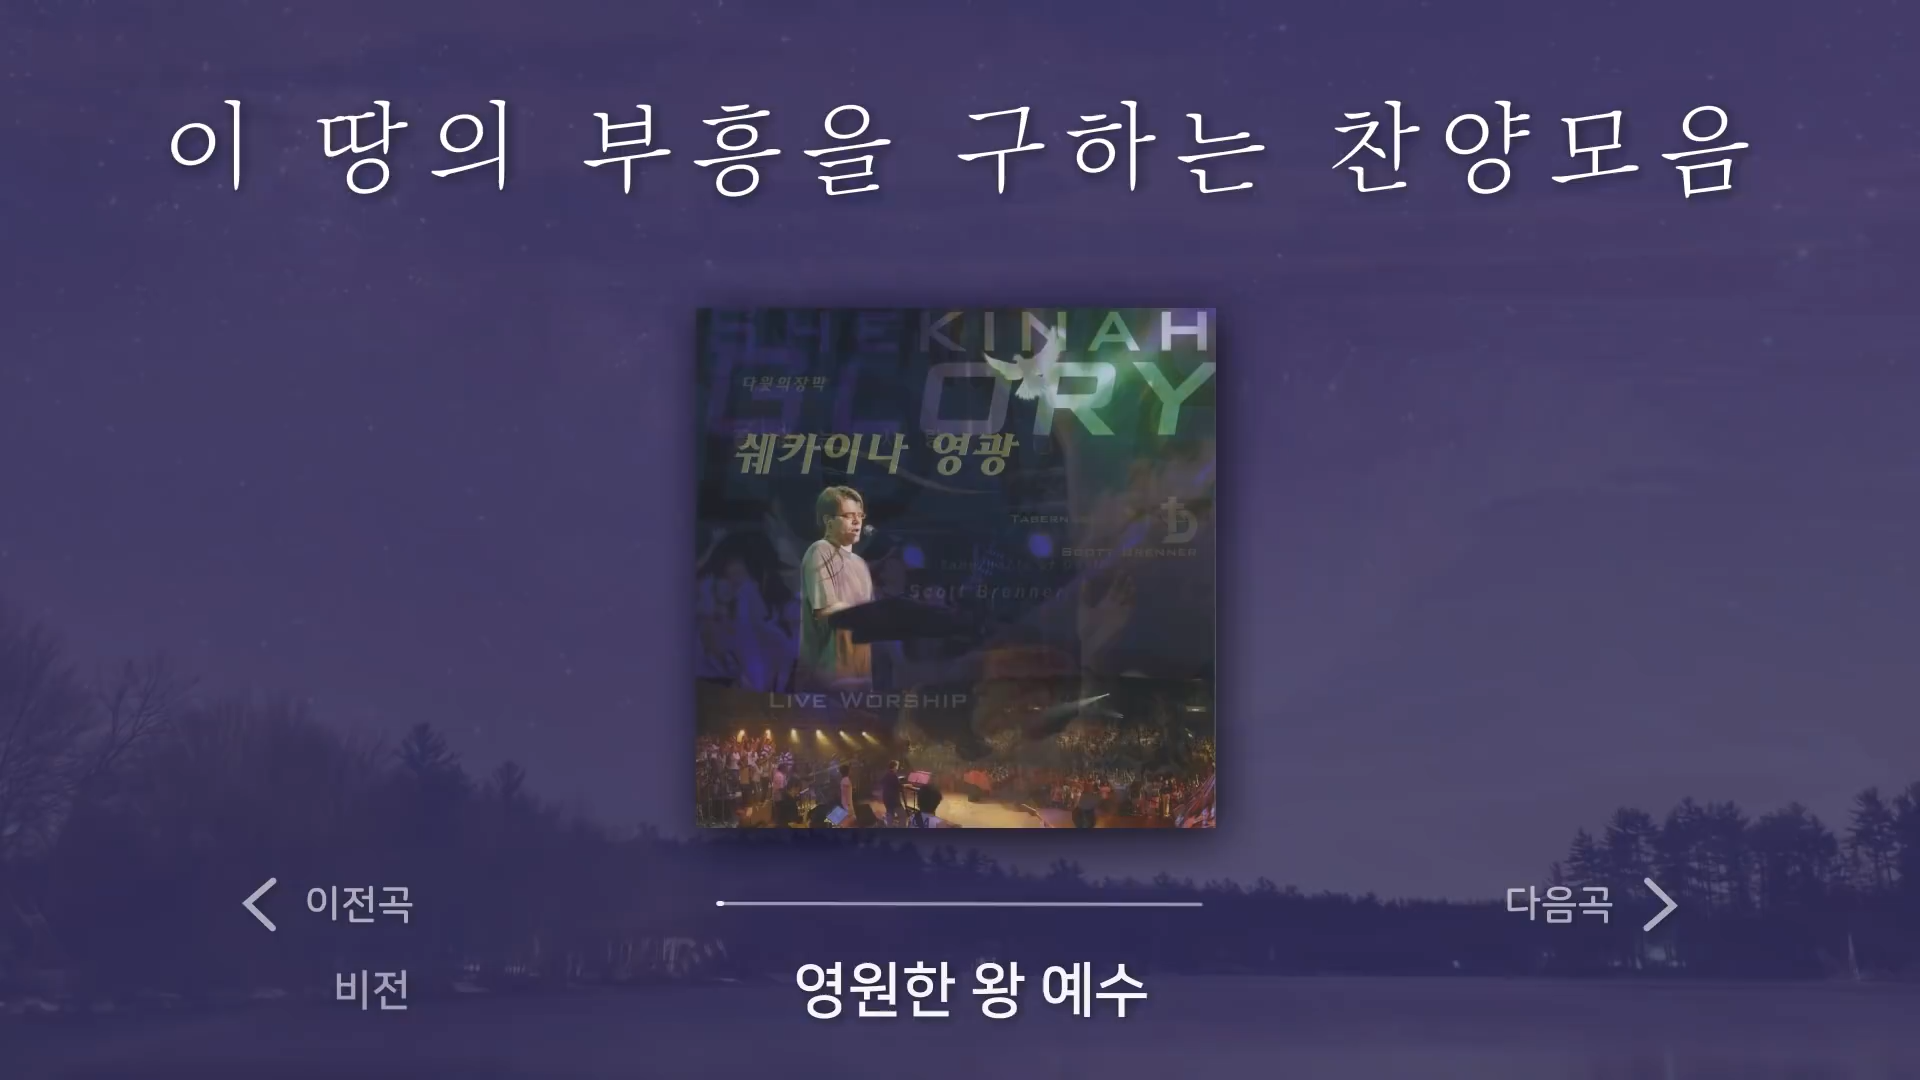 이 땅의 부흥을 구하는 찬양모음
SHEKINAH
GLORY
다윗의장막
쉐카이나 영광
SCOTT BRENNER
Scott Brenner
LIVE WORSHIP
이전곡
다음곡
비전
영원한 왕 예수